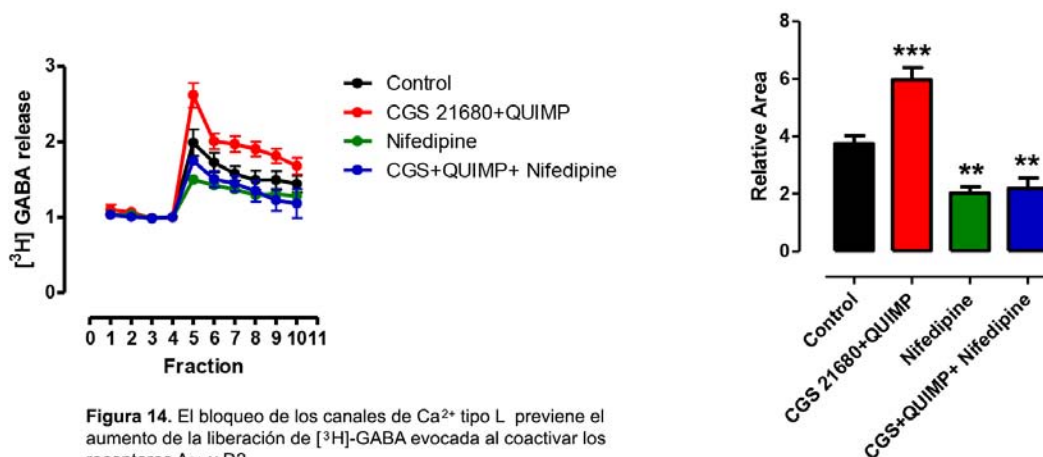 3
2
1
0
[³H] GABA release
0 1 2 3 4 5 6 7 8 9 10 11
Fraction
Control
CGS 21680+QUIMP
Nifedipine
CGS+QUIMP+ Nifedipine
8
6
4
2
0
Relative Area
***
**
**
Control
CGS 21680+QUIMP
Nifedipine
CGS+QUIMP+ Nifedipine
Figura 14. El bloqueo de los canales de Ca²⁺ tipo L previene el
aumento de la liberación de [³H]-GABA evocada al coactivar los